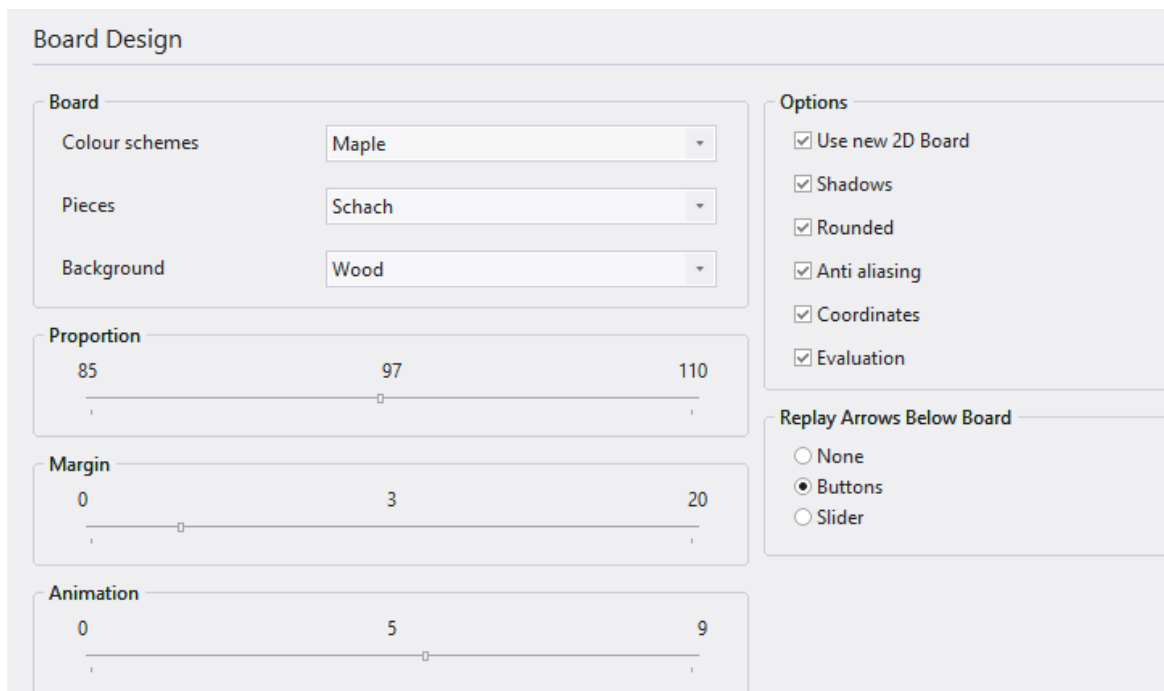 Board Design
Board
Colour schemes Maple
Pieces Schach
Background Wood
Proportion
85 97 110
Margin
0 3 20
Animation
0 5 9
Options
Use new 2D Board
Shadows
Rounded
Anti aliasing
Coordinates
Evaluation
Replay Arrows Below Board
None
Buttons
Slider